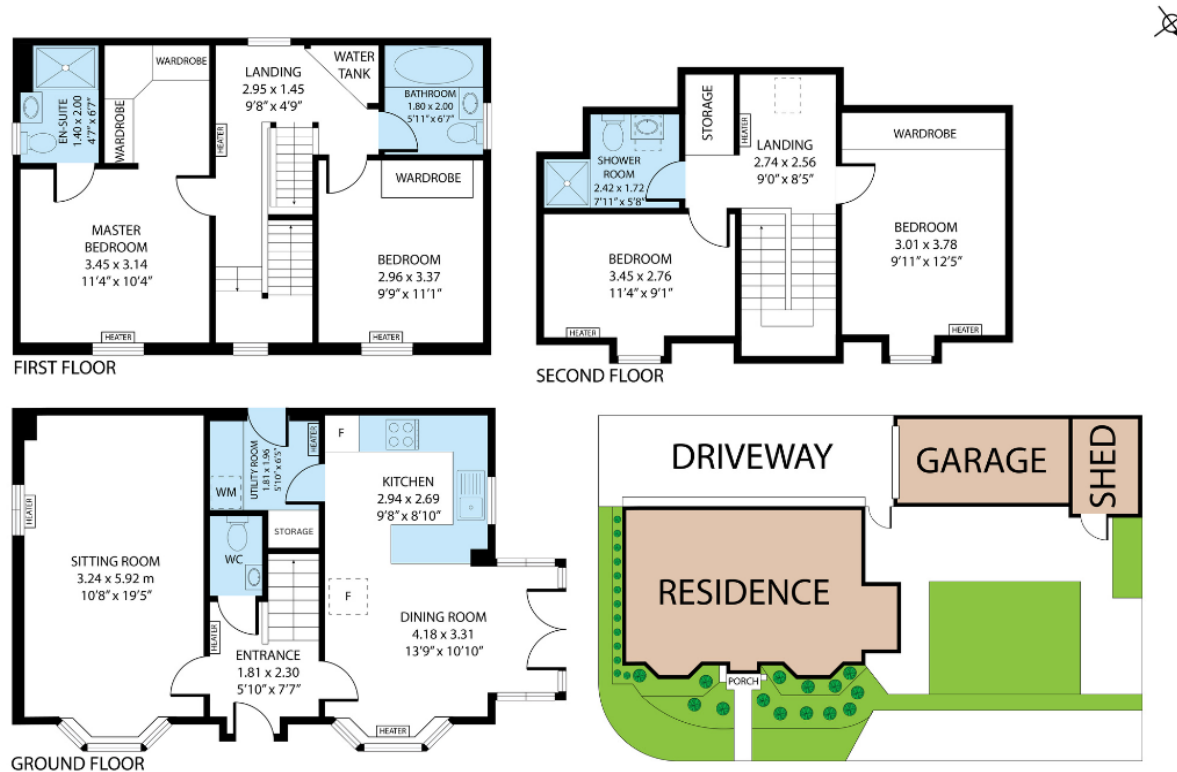 WARDROBE
EN-SUITE
1.40 x 2.00
4'7" x 6'7"
WARDROBE
LANDING
2.95 x 1.45
9'8" x 4'9"
WATER
TANK
BATHROOM
1.80 x 2.00
5'11" x 6'7"
HEATER
WARDROBE
MASTER
BEDROOM
3.45 x 3.14
11'4" x 10'4"
BEDROOM
2.96 x 3.37
9'9" x 11'1"
HEATER
HEATER
FIRST FLOOR
STORAGE
HEATER
LANDING
2.74 x 2.56
9'0" x 8'5"
WARDROBE
SHOWER
ROOM
2.42 x 1.72
7'11" x 5'8"
BEDROOM
3.45 x 2.76
11'4" x 9'1"
BEDROOM
3.01 x 3.78
9'11" x 12'5"
HEATER
HEATER
SECOND FLOOR
HEATER
SITTING ROOM
3.24 x 5.92 m
10'8" x 19'5"
WM
UTILITY ROOM
1.81 x 1.96
5'10" x 6'5"
HEATER
F
KITCHEN
2.94 x 2.69
9'8" x 8'10"
STORAGE
WC
F
DINING ROOM
4.18 x 3.31
13'9" x 10'10"
HEATER
ENTRANCE
1.81 x 2.30
5'10" x 7'7"
HEATER
GROUND FLOOR
DRIVEWAY
GARAGE
SHED
RESIDENCE
PORCH